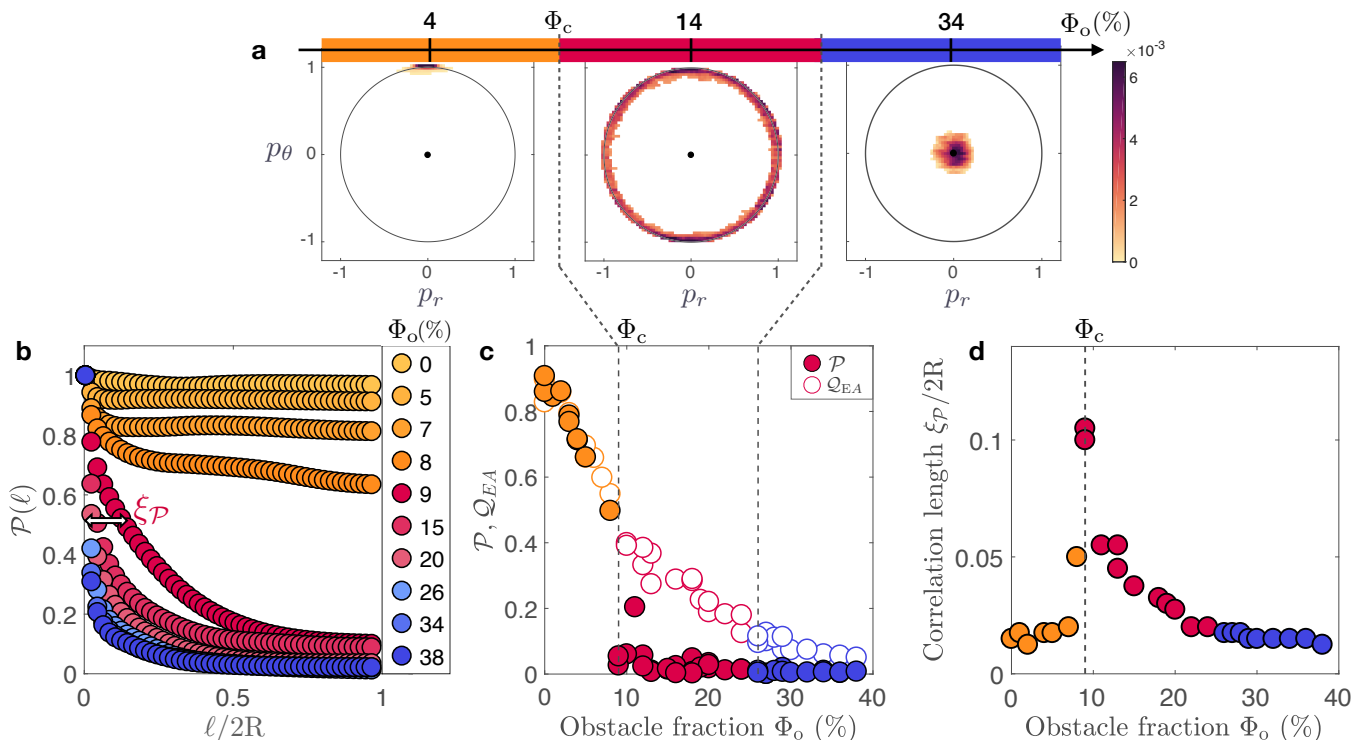 4 Φc 14 34 Φo(%)
a
×10⁻³
1 6
pθ 0 4
2
-1 0
-1 0 1 -1 0 1 -1 0 1
pr pr pr
b Φo(%) c Φc d Φc
1 0 1 𝒫
0.8 5 0.8 𝒬EA
0.6 7 0.6 0.1
0.4 8 0.4 0.05
0.2 9 0.2 0
0 15 0
20
26
34
38
ξ𝒫
𝒫(ℓ) 𝒫, 𝒬EA Correlation length ξ𝒫/2R
0 0.5 1 0 10 20 30 40 0 10 20 30 40
ℓ/2R Obstacle fraction Φo (%) Obstacle fraction Φo (%)